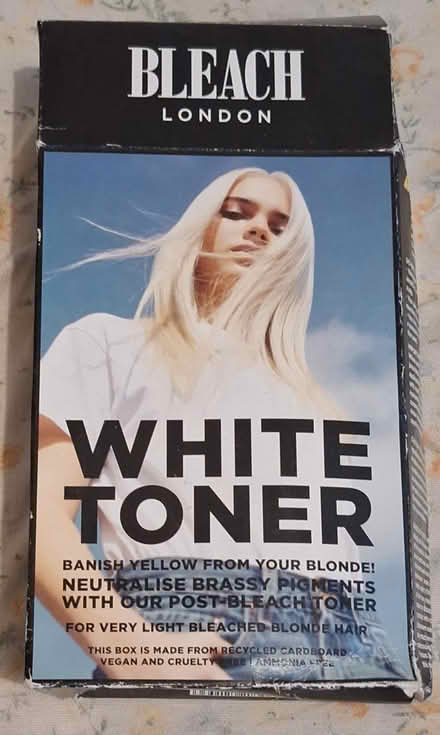 BLEACH
LONDON
WHITE
TONER
BANISH YELLOW FROM YOUR BLONDE!
NEUTRALISE BRASSY PIGMENTS
WITH OUR POST-BLEACH TONER
FOR VERY LIGHT BLEACHED BLONDE HAIR
THIS BOX IS MADE FROM RECYCLED CARDBOARD
VEGAN AND CRUELTY FREE | AMMONIA FREE